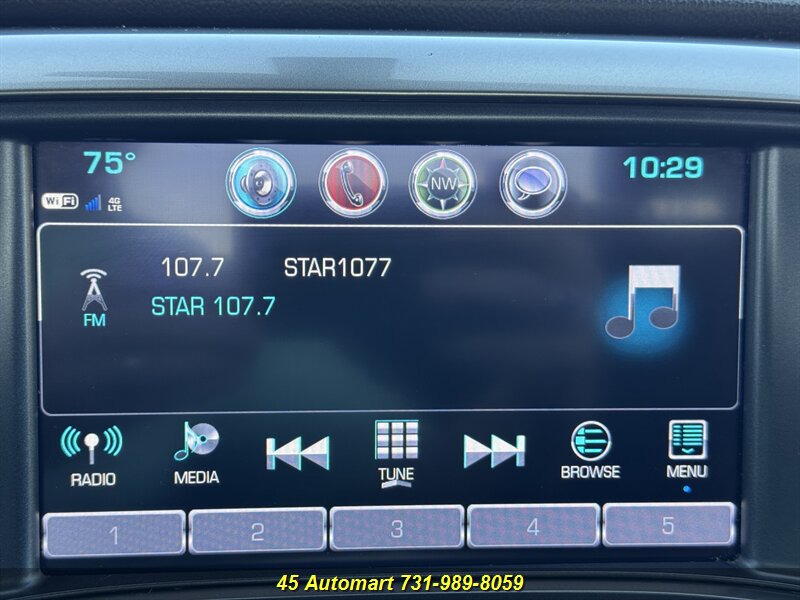 75° NW 10:29
WiFi 4G LTE
107.7 STAR1077
STAR 107.7
FM
RADIO MEDIA TUNE BROWSE MENU
1 2 3 4 5
45 Automart 731-989-8059